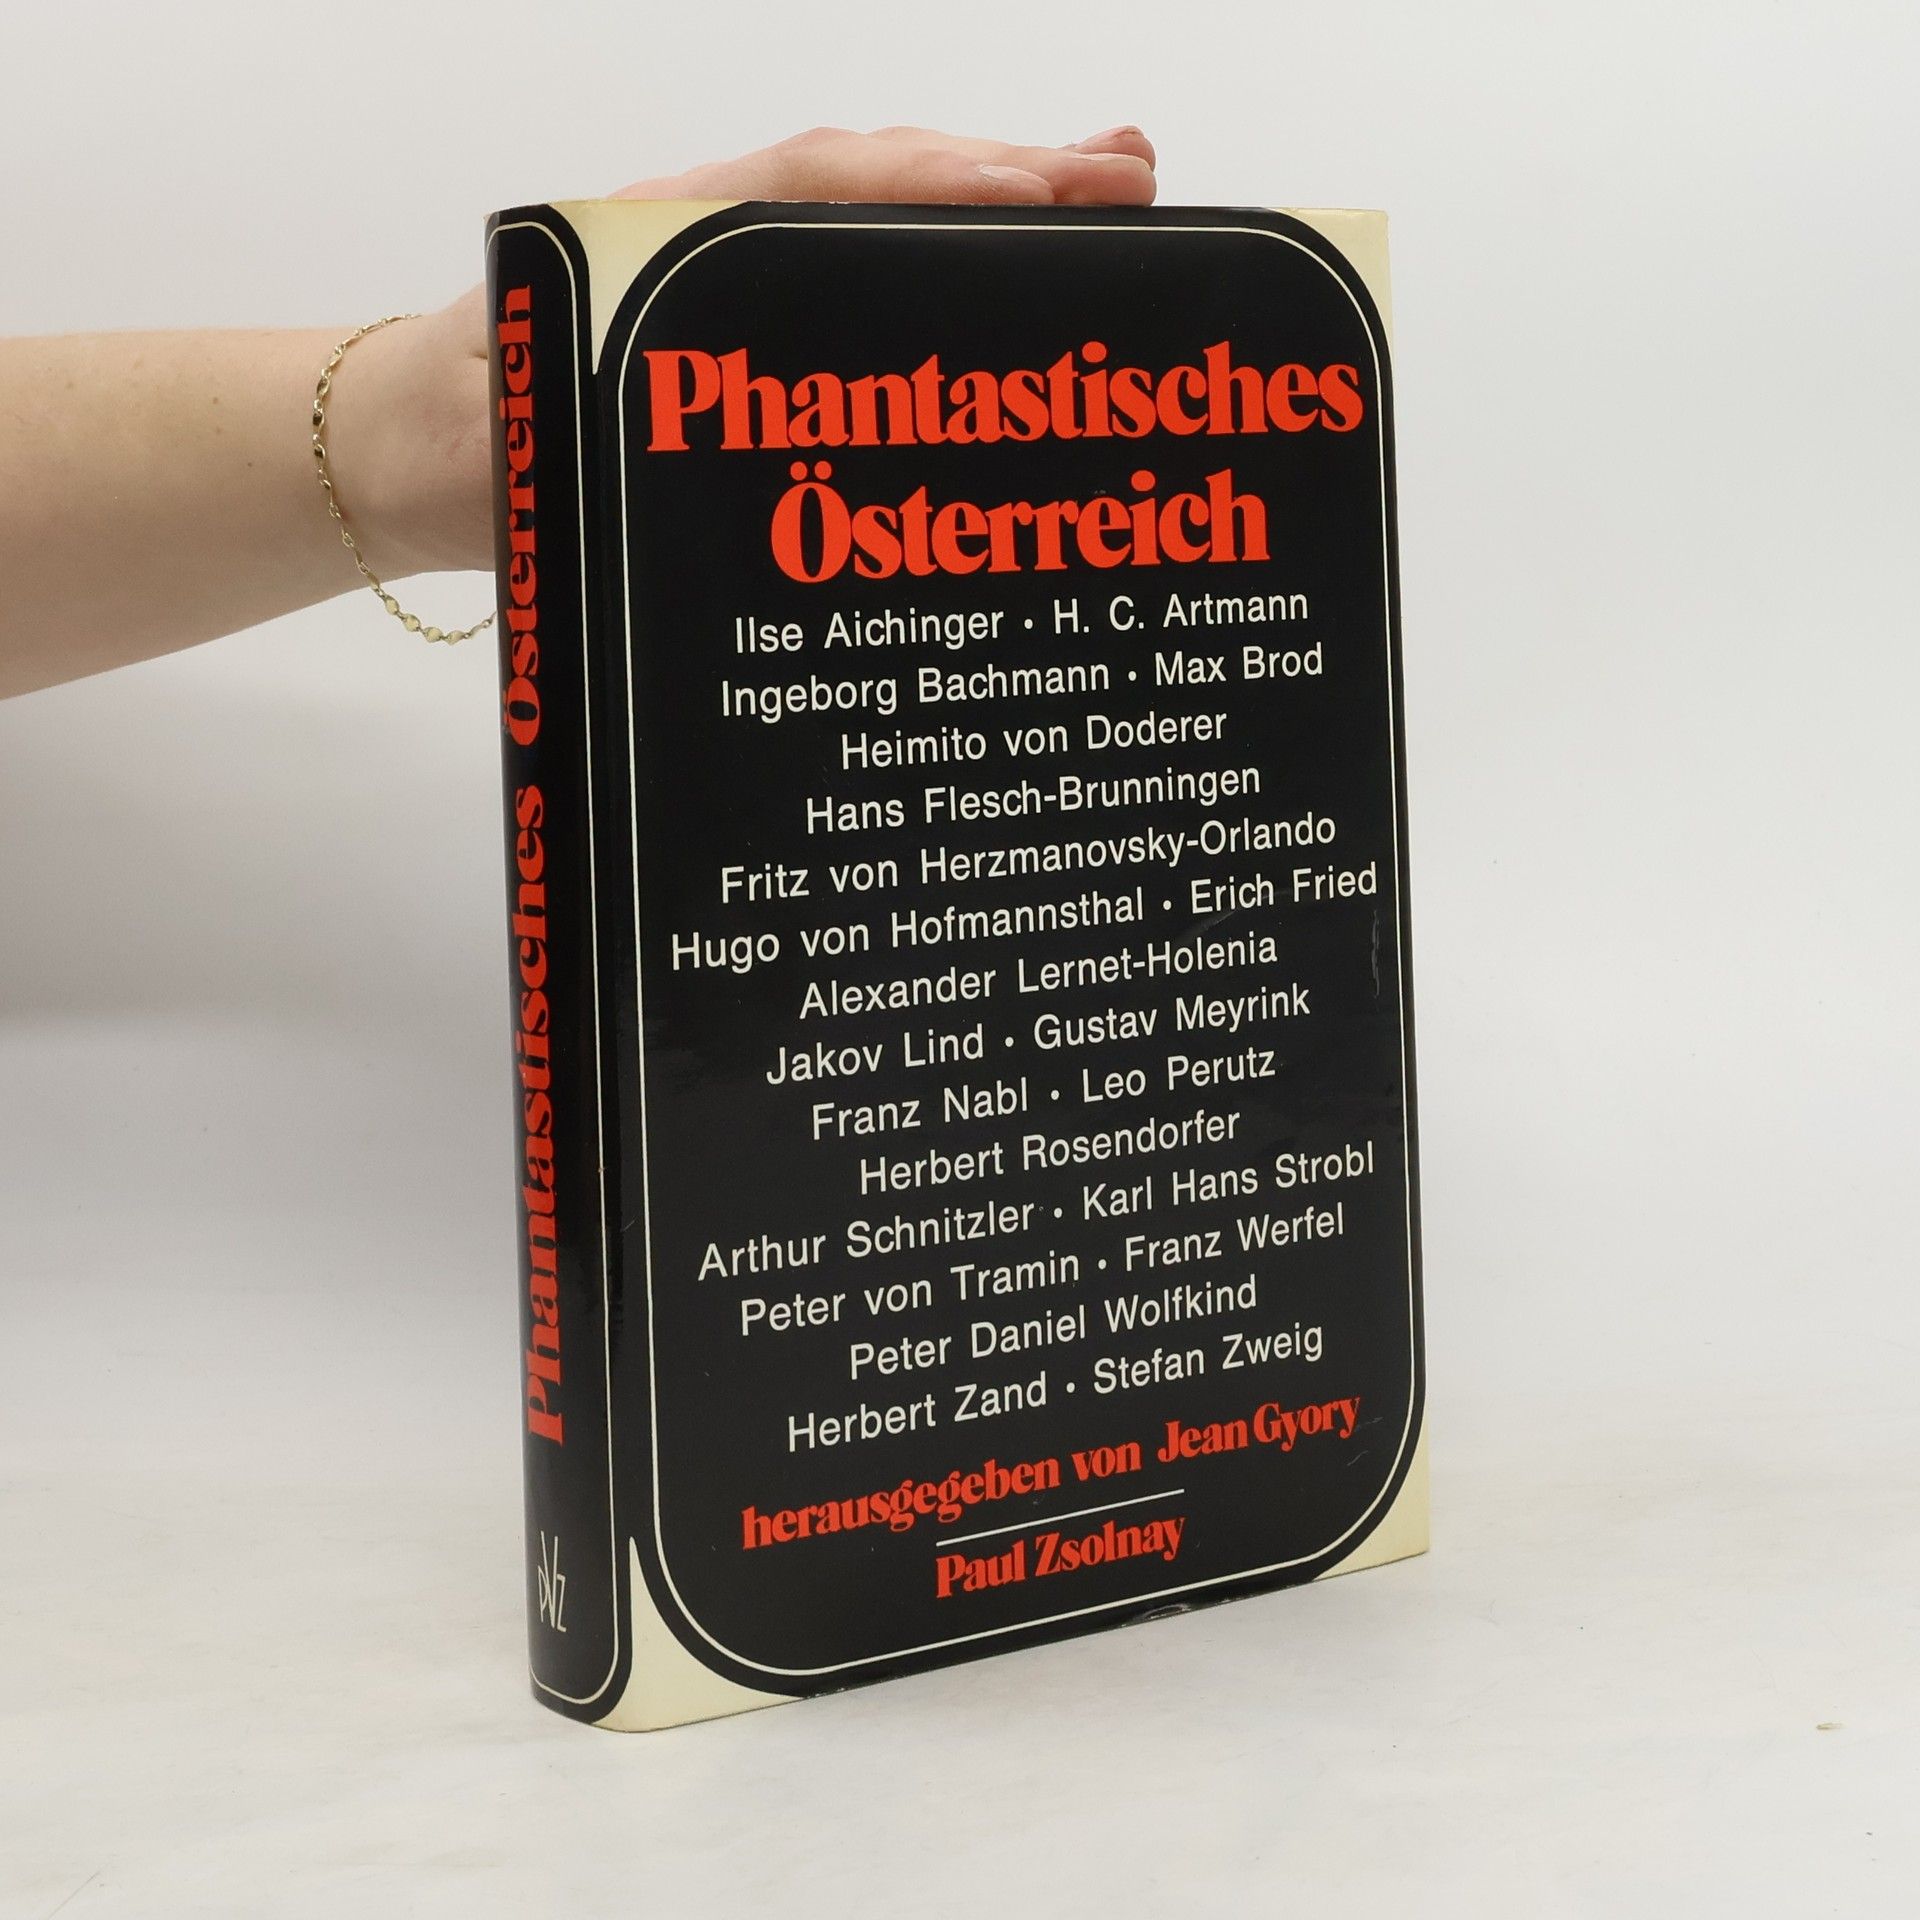 Phantastisches Österreich
pVz
Phantastisches
Österreich
Ilse Aichinger • H. C. Artmann
Ingeborg Bachmann • Max Brod
Heimito von Doderer
Hans Flesch-Brunningen
Fritz von Herzmanovsky-Orlando
Hugo von Hofmannsthal • Erich Fried
Alexander Lernet-Holenia
Jakov Lind • Gustav Meyrink
Franz Nabl • Leo Perutz
Herbert Rosendorfer
Arthur Schnitzler • Karl Hans Strobl
Peter von Tramin • Franz Werfel
Peter Daniel Wolfkind
Herbert Zand • Stefan Zweig
herausgegeben von Jean Gyory
Paul Zsolnay